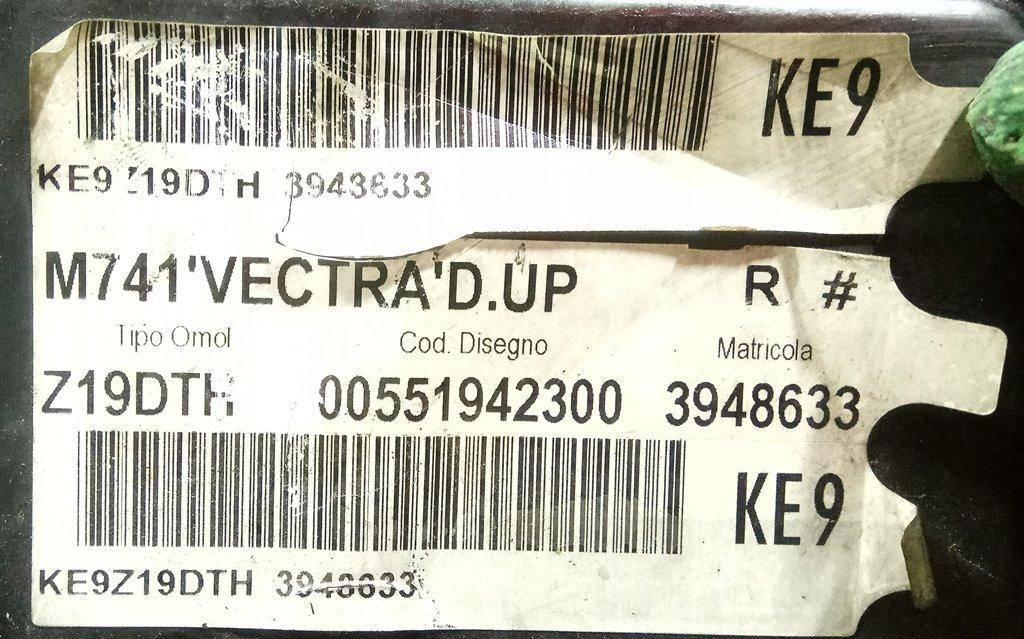 KE9
KE9 Z19DTH 3948633
M741'VECTRA'D.UP R #
Tipo Omol Cod. Disegno Matricola
Z19DTH 00551942300 3948633
KE9
KE9Z19DTH 3948633